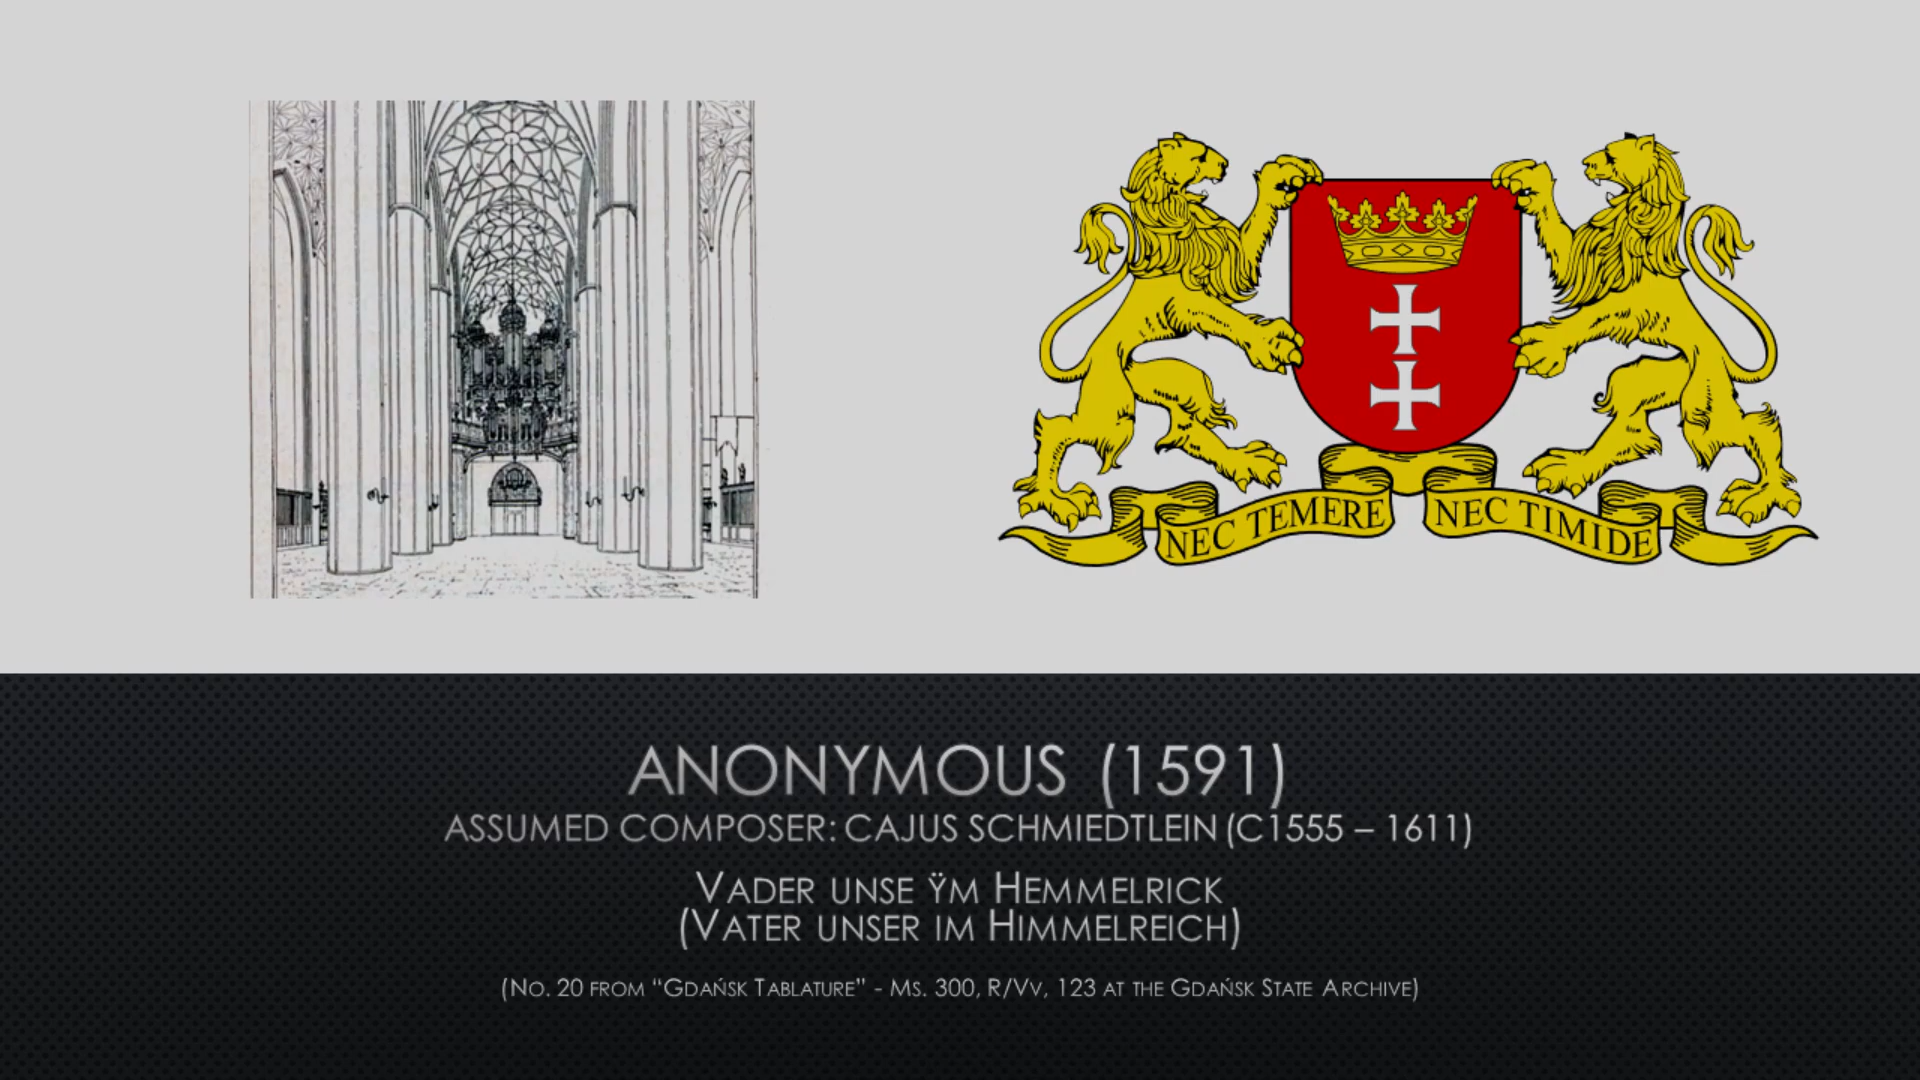 NEC TEMERE NEC TIMIDE
ANONYMOUS (1591)
ASSUMED COMPOSER: CAJUS SCHMIEDTLEIN (C1555 – 1611)
VADER UNSE ŸM HEMMELRICK
(VATER UNSER IM HIMMELREICH)
(NO. 20 FROM “GDAŃSK TABLATURE” - MS. 300, R/VV, 123 AT THE GDAŃSK STATE ARCHIVE)